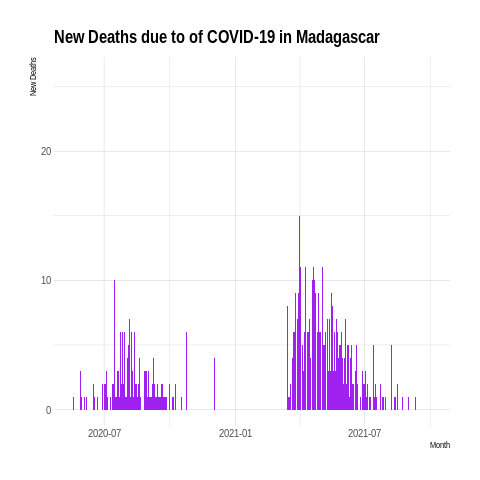 New Deaths due to of COVID-19 in Madagascar
New Deaths
20
10
0
2020-07
2021-01
2021-07
Month